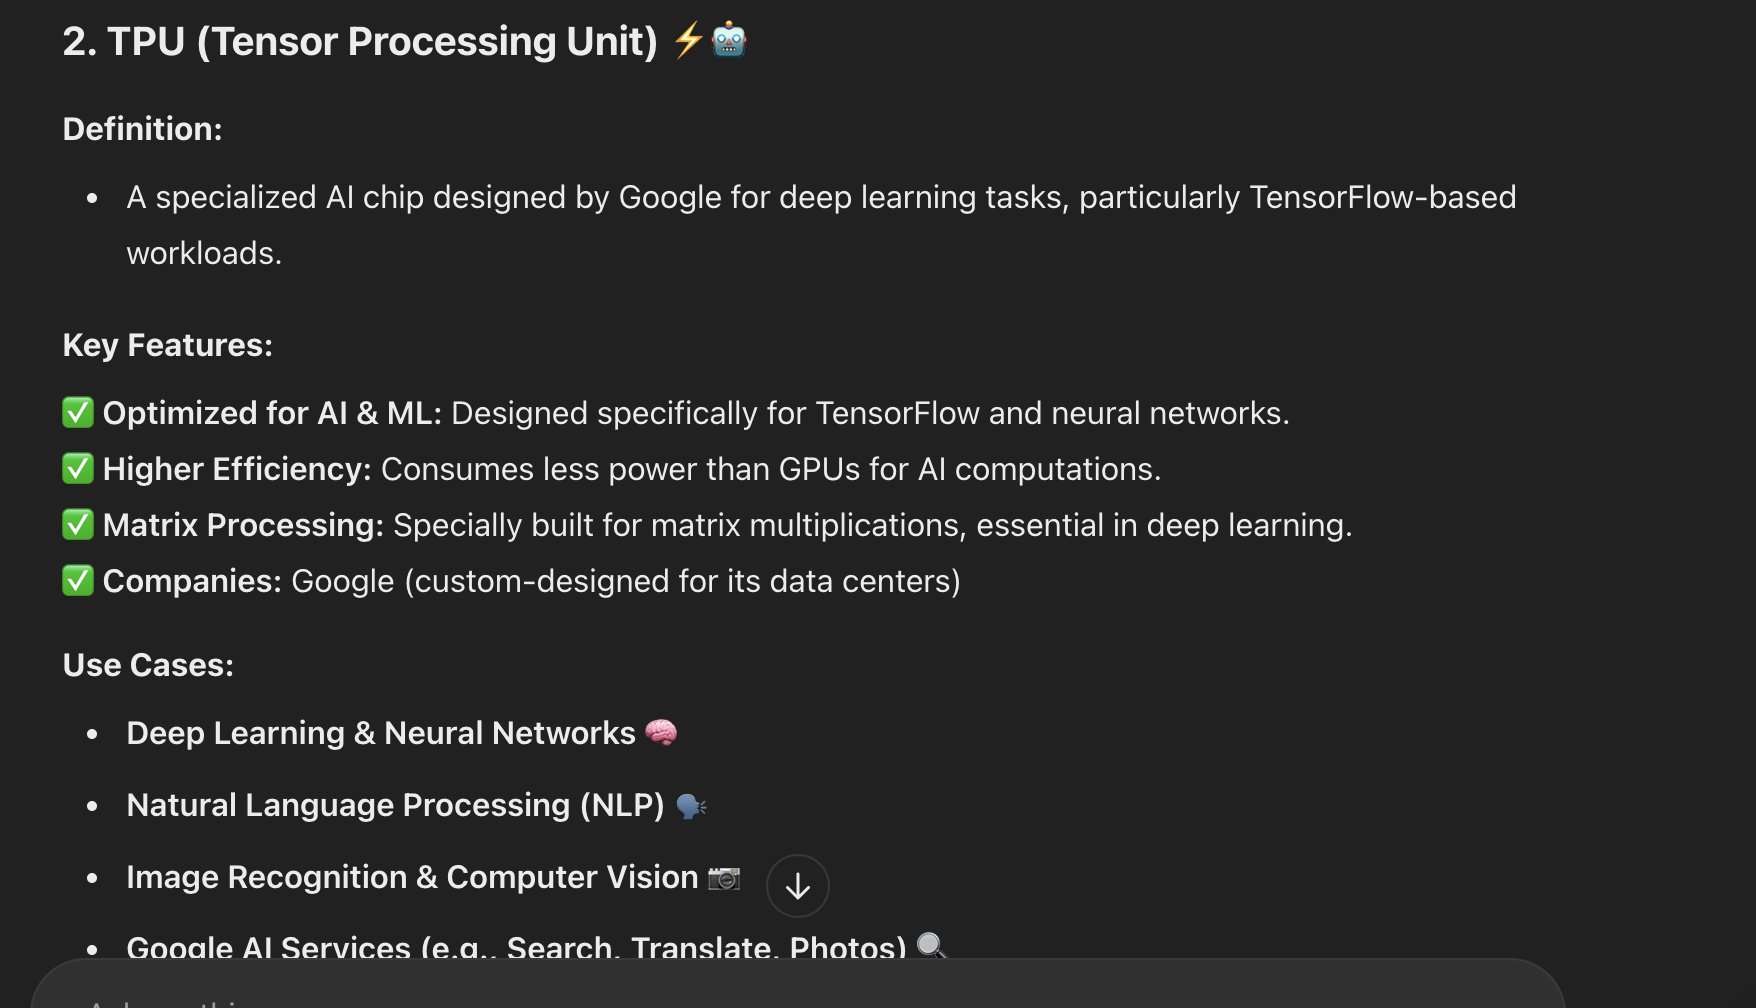 2. TPU (Tensor Processing Unit) ⚡🤖
Definition:
• A specialized AI chip designed by Google for deep learning tasks, particularly TensorFlow-based
workloads.
Key Features:
✅ Optimized for AI & ML: Designed specifically for TensorFlow and neural networks.
✅ Higher Efficiency: Consumes less power than GPUs for AI computations.
✅ Matrix Processing: Specially built for matrix multiplications, essential in deep learning.
✅ Companies: Google (custom-designed for its data centers)
Use Cases:
• Deep Learning & Neural Networks 🧠
• Natural Language Processing (NLP) 🗣️
• Image Recognition & Computer Vision 📷
• Google AI Services (e.g., Search, Translate, Photos) 🔍